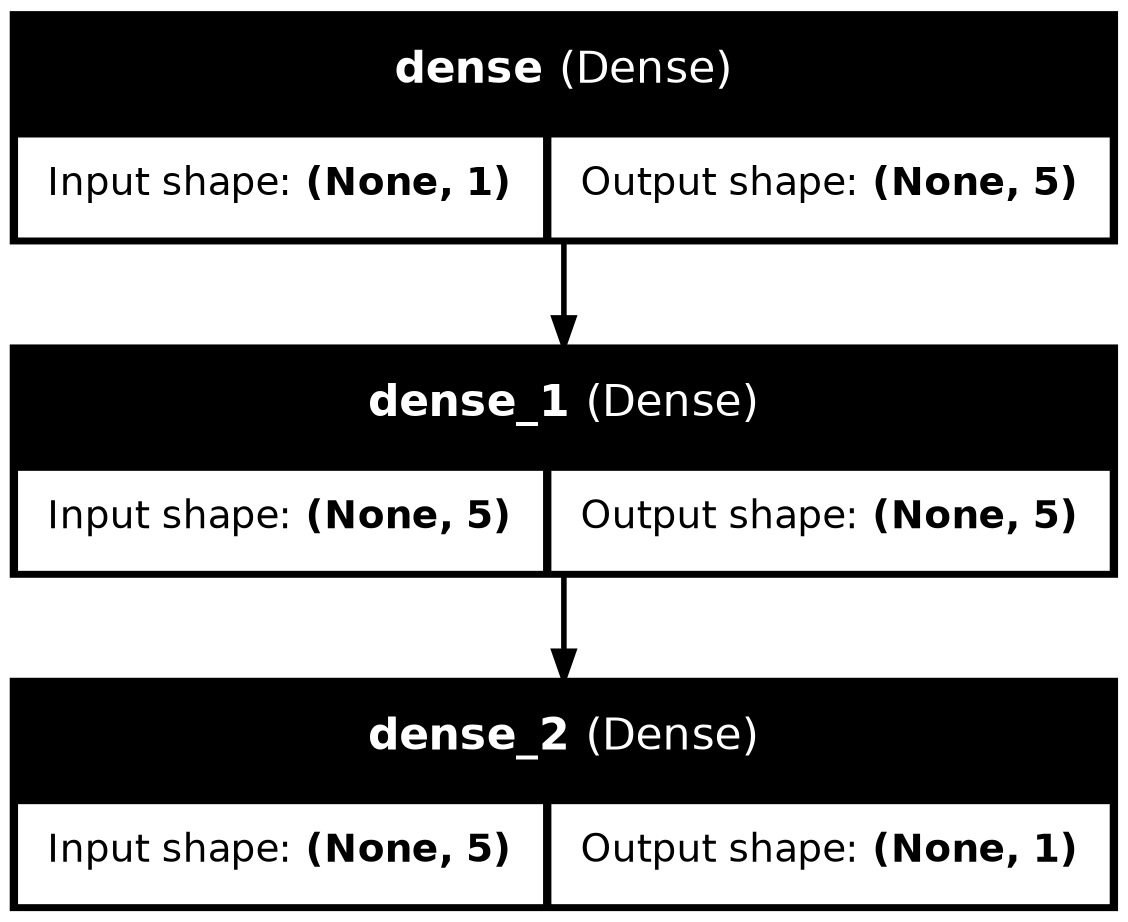 dense (Dense)
Input shape: (None, 1) Output shape: (None, 5)
dense_1 (Dense)
Input shape: (None, 5) Output shape: (None, 5)
dense_2 (Dense)
Input shape: (None, 5) Output shape: (None, 1)